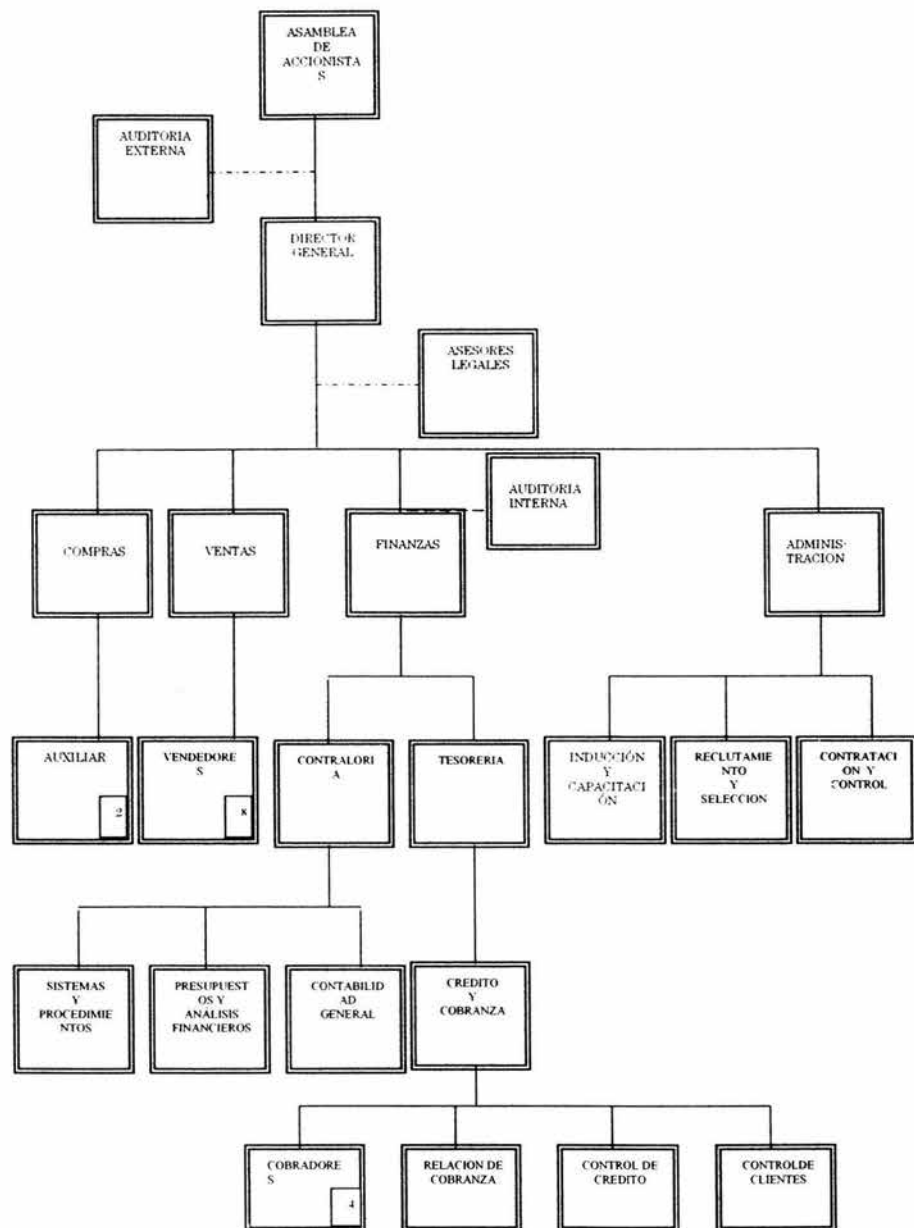 ASAMBLEA
DE
ACCIONISTA
S
AUDITORIA
EXTERNA
DIRECTOR
GENERAL
ASESORES
LEGALES
AUDITORIA
INTERNA
COMPRAS
VENTAS
FINANZAS
ADMINIS-
TRACION
AUXILIAR
2
VENDEDORE
S
8
CONTRALORI
A
TESORERIA
INDUCCIÓN
Y
CAPACITACI
ÓN
RECLUTAMIE
NTO
Y
SELECCION
CONTRATACI
ON Y
CONTROL
SISTEMAS
Y
PROCEDIMIE
NTOS
PRESUPUEST
OS Y
ANÁLISIS
FINANCIEROS
CONTABILID
AD
GENERAL
CREDITO
Y
COBRANZA
COBRADORE
S
4
RELACION DE
COBRANZA
CONTROL DE
CREDITO
CONTROLDE
CLIENTES